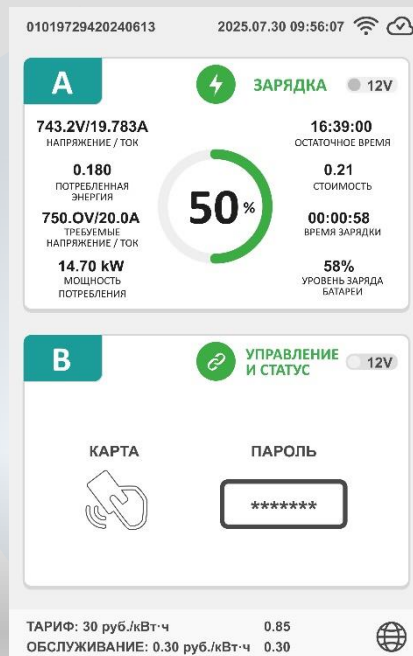 01019729420240613 2025.07.30 09:56:07
A ЗАРЯДКА 12V
743.2V/19.783A
НАПРЯЖЕНИЕ / ТОК
0.180
ПОТРЕБЛЕННАЯ
ЭНЕРГИЯ
750.OV/20.0A
ТРЕБУЕМЫЕ
НАПРЯЖЕНИЕ / ТОК
14.70 kW
МОЩНОСТЬ
ПОТРЕБЛЕНИЯ
50%
16:39:00
ОСТАТОЧНОЕ ВРЕМЯ
0.21
СТОИМОСТЬ
00:00:58
ВРЕМЯ ЗАРЯДКИ
58%
УРОВЕНЬ ЗАРЯДА
БАТАРЕИ
B УПРАВЛЕНИЕ
И СТАТУС 12V
КАРТА ПАРОЛЬ
*******
ТАРИФ: 30 руб./кВт·ч 0.85
ОБСЛУЖИВАНИЕ: 0.30 руб./кВт·ч 0.30